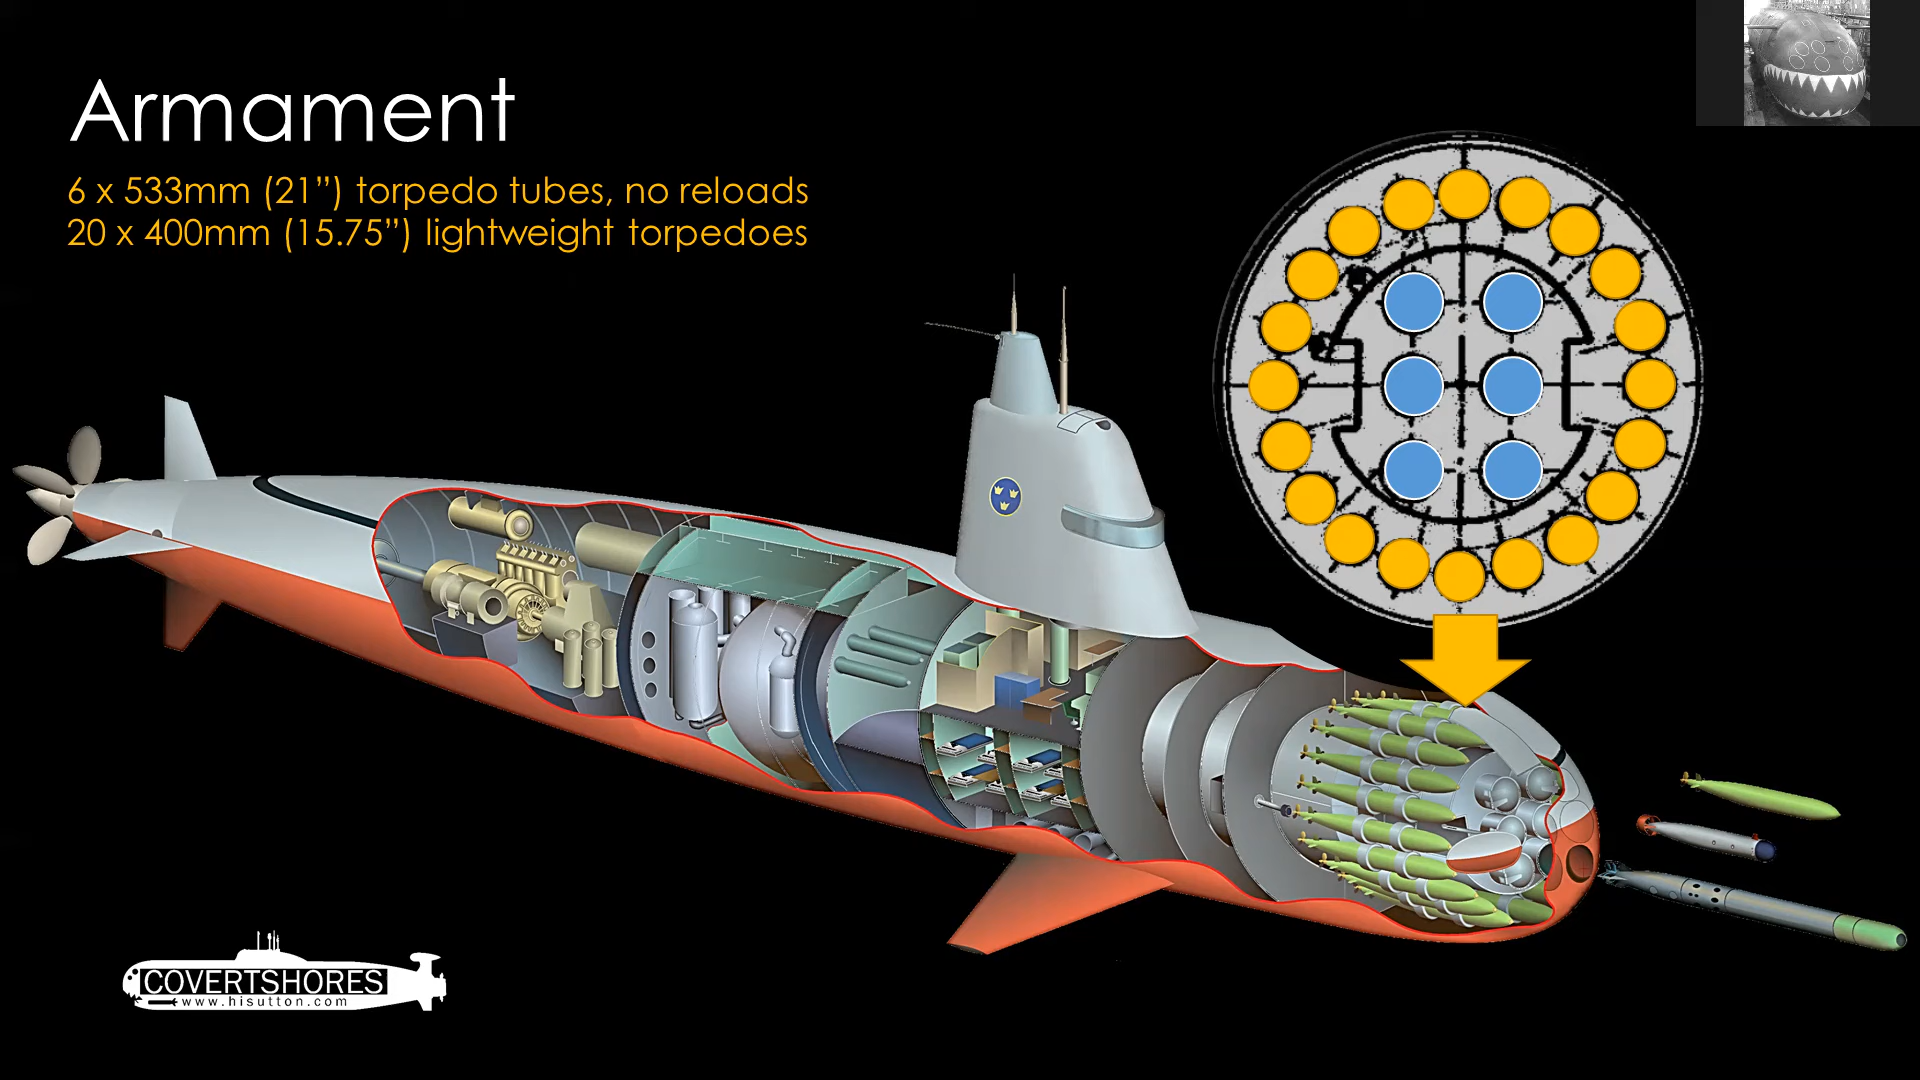 Armament
6 x 533mm (21”) torpedo tubes, no reloads
20 x 400mm (15.75”) lightweight torpedoes
COVERTSHORES
www.hisutton.com